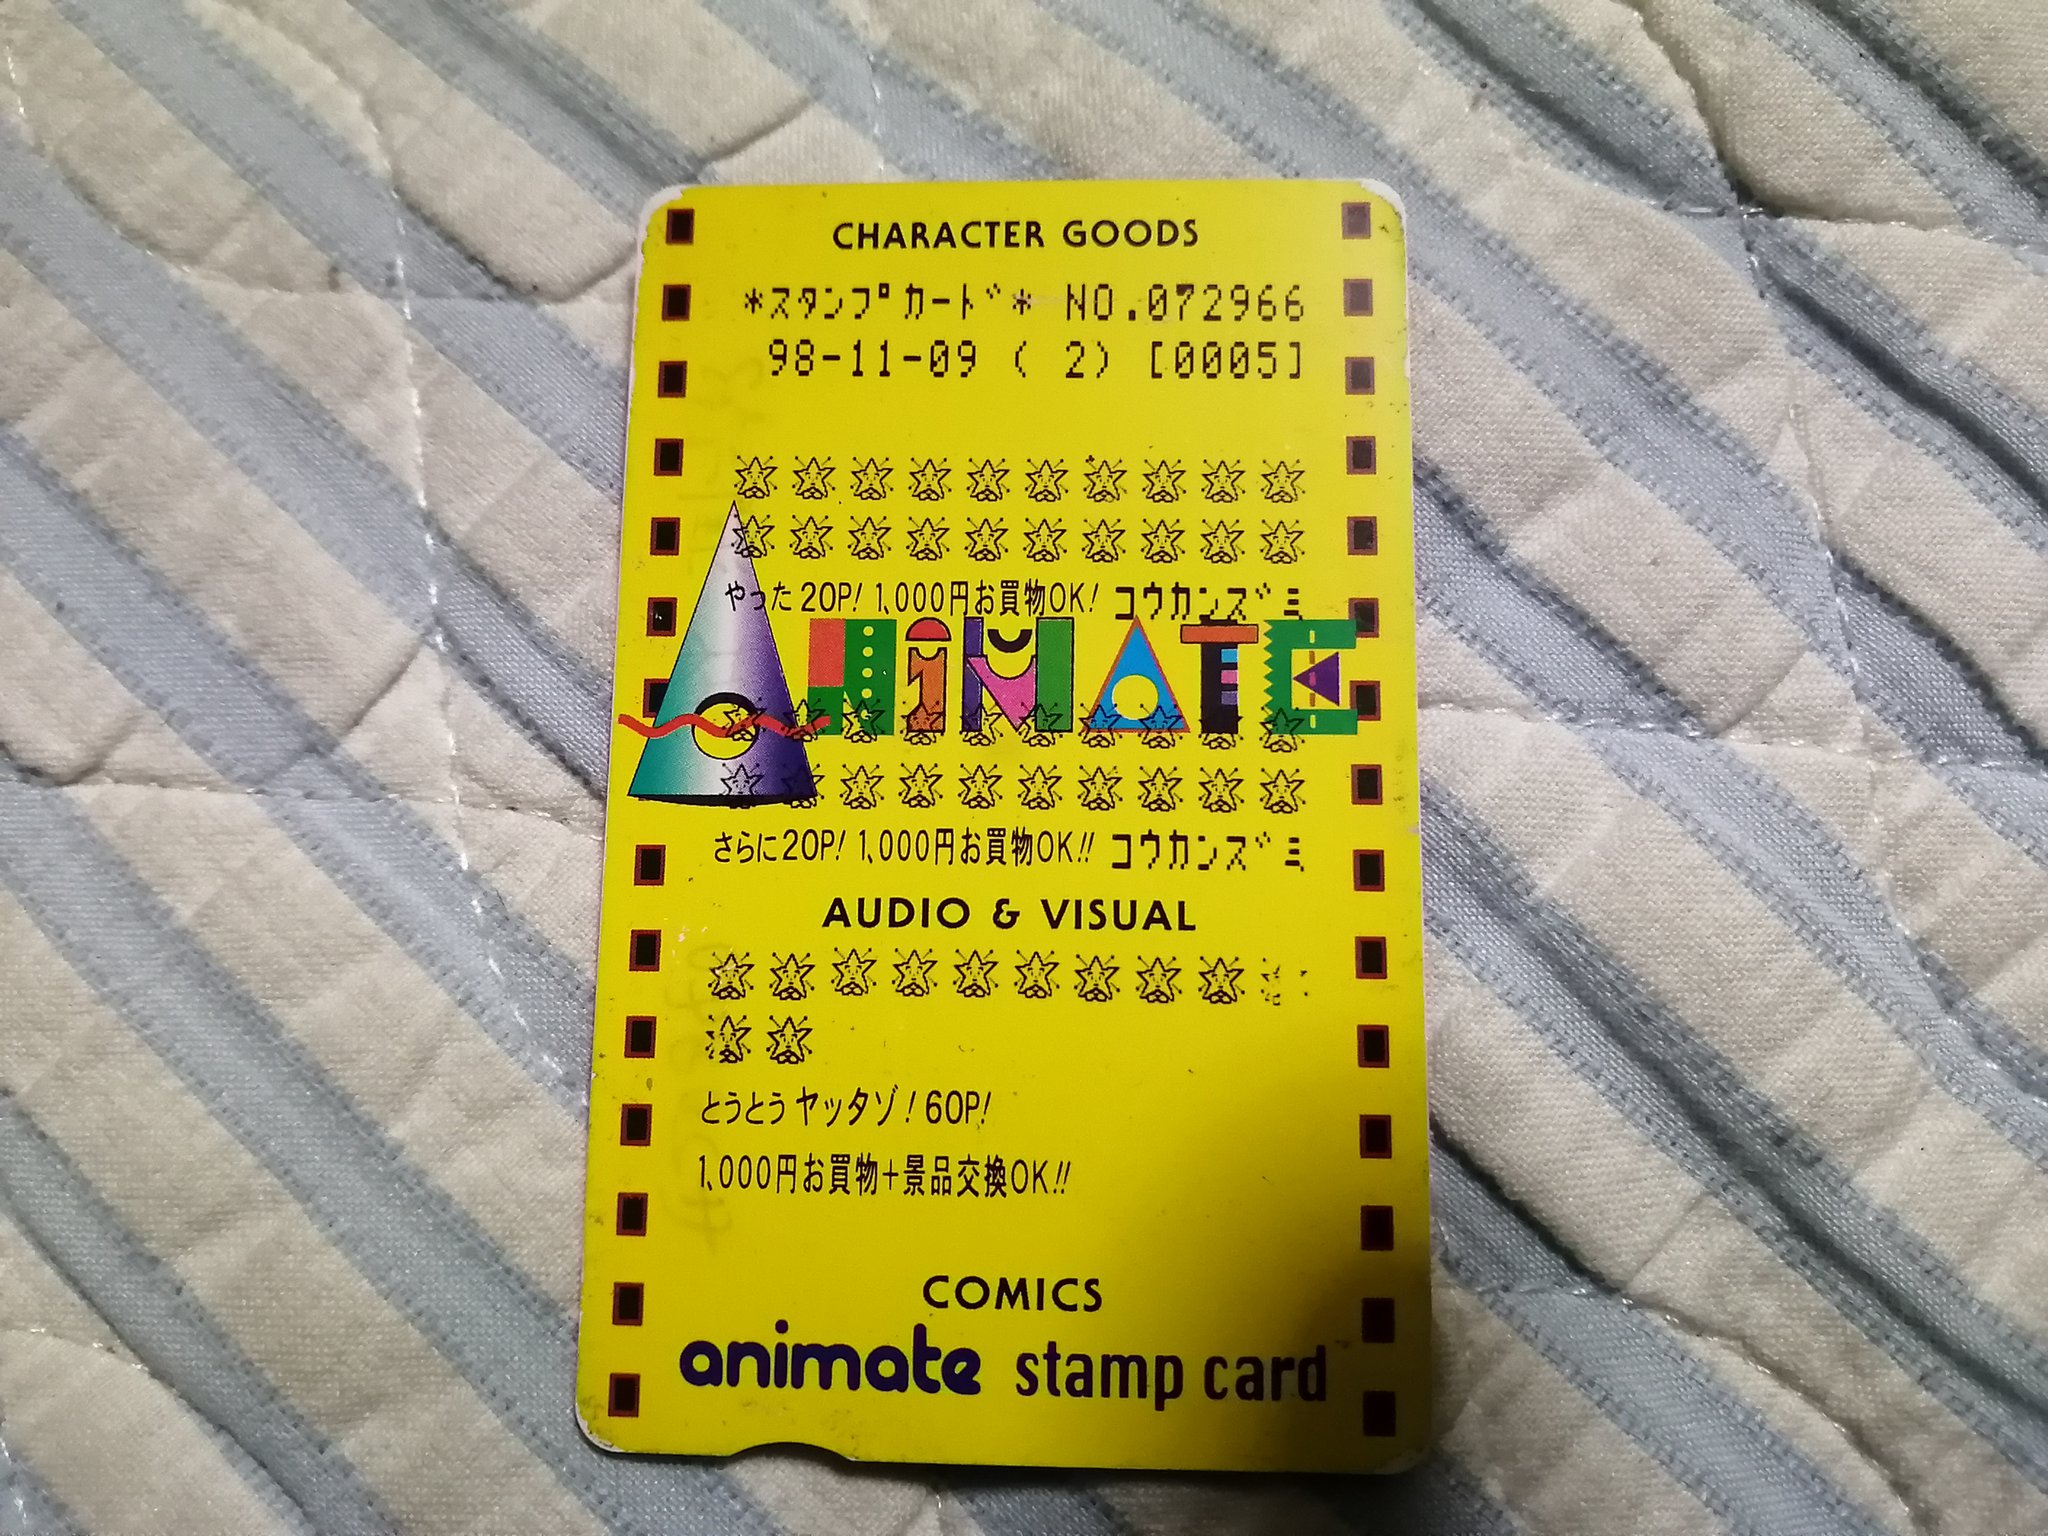 CHARACTER GOODS
*スタンプカード* NO.072966
98-11-09 ( 2) [0005]
やった20P! 1,000円お買物OK! コウカンズミ
ANIMATE
さらに20P! 1,000円お買物OK!! コウカンズミ
AUDIO & VISUAL
とうとうヤッタゾ! 60P!
1,000円お買物+景品交換OK!!
COMICS
animate stamp card